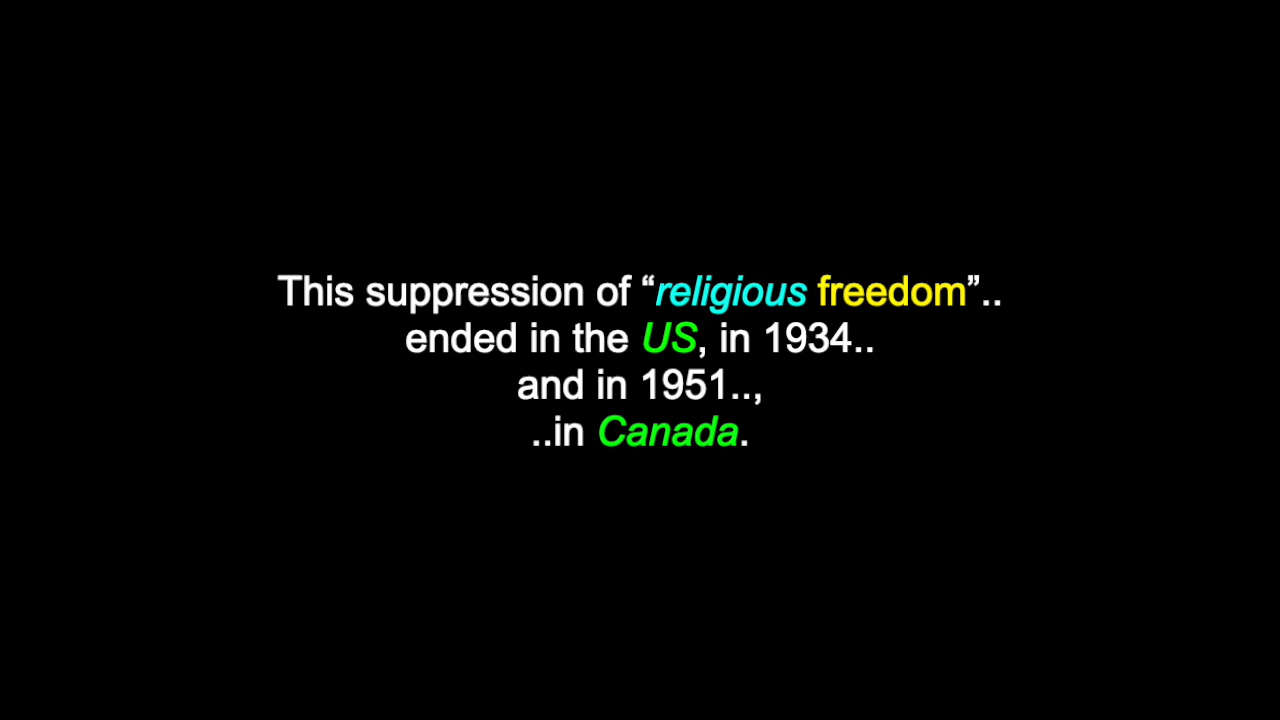 This suppression of “religious freedom”..
ended in the US, in 1934..
and in 1951..,
..in Canada.